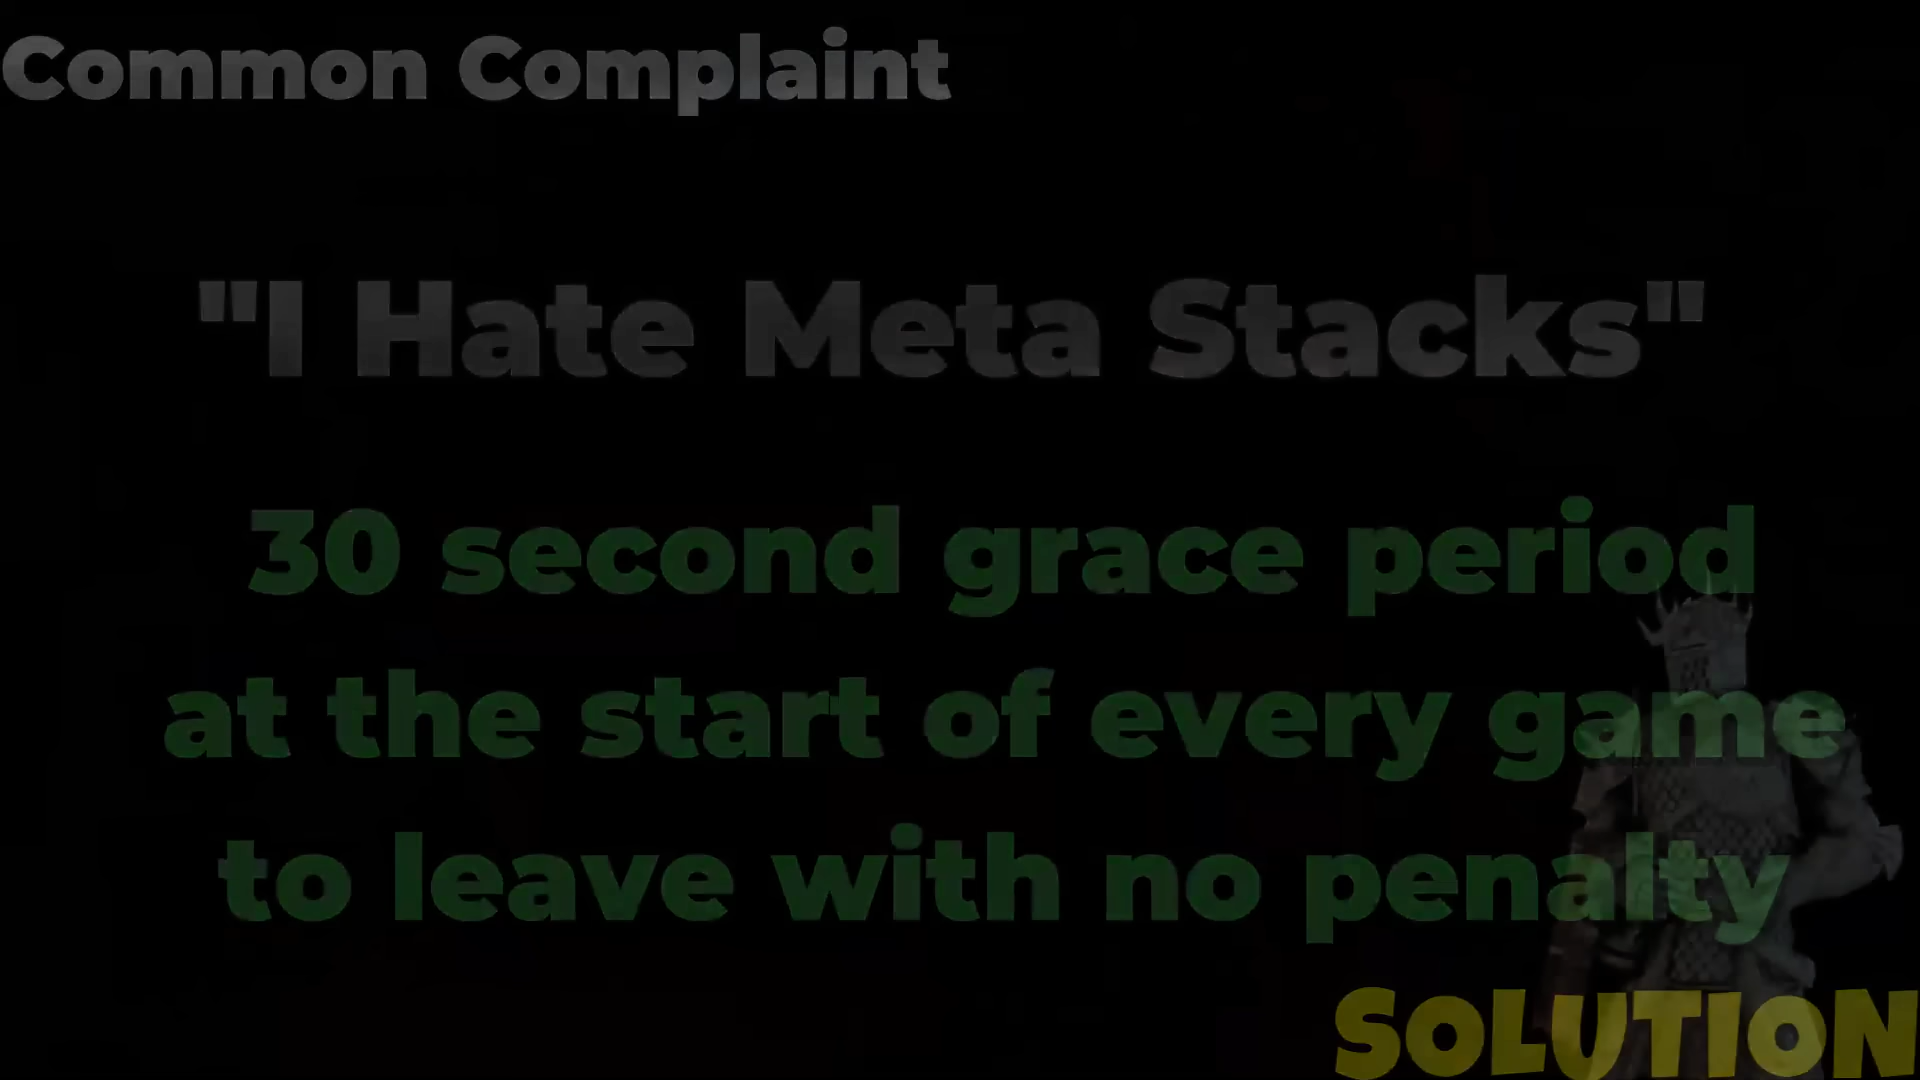 Common Complaint
"I Hate Meta Stacks"
30 second grace period
at the start of every game
to leave with no penalty
SOLUTION